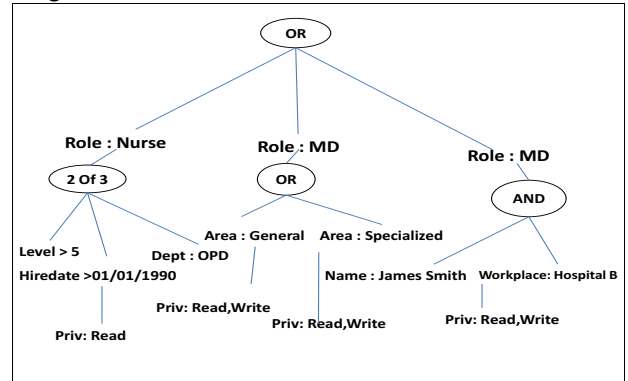 OR
Role : Nurse
Role : MD
Role : MD
2 Of 3
OR
AND
Area : General
Area : Specialized
Level > 5
Dept : OPD
Hiredate >01/01/1990
Name : James Smith
Workplace: Hospital B
Priv: Read,Write
Priv: Read,Write
Priv: Read,Write
Priv: Read